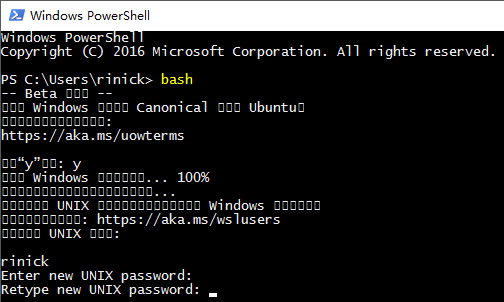 Windows PowerShell
Windows PowerShell
Copyright (C) 2016 Microsoft Corporation. All rights reserved.
PS C:\Users\rinick> bash
-- Beta --
Windows Canonical Ubuntu
:
https://aka.ms/uowterms
“y” : y
Windows ... 100%
...
UNIX Windows
: https://aka.ms/wslusers
UNIX :
rinick
Enter new UNIX password:
Retype new UNIX password: